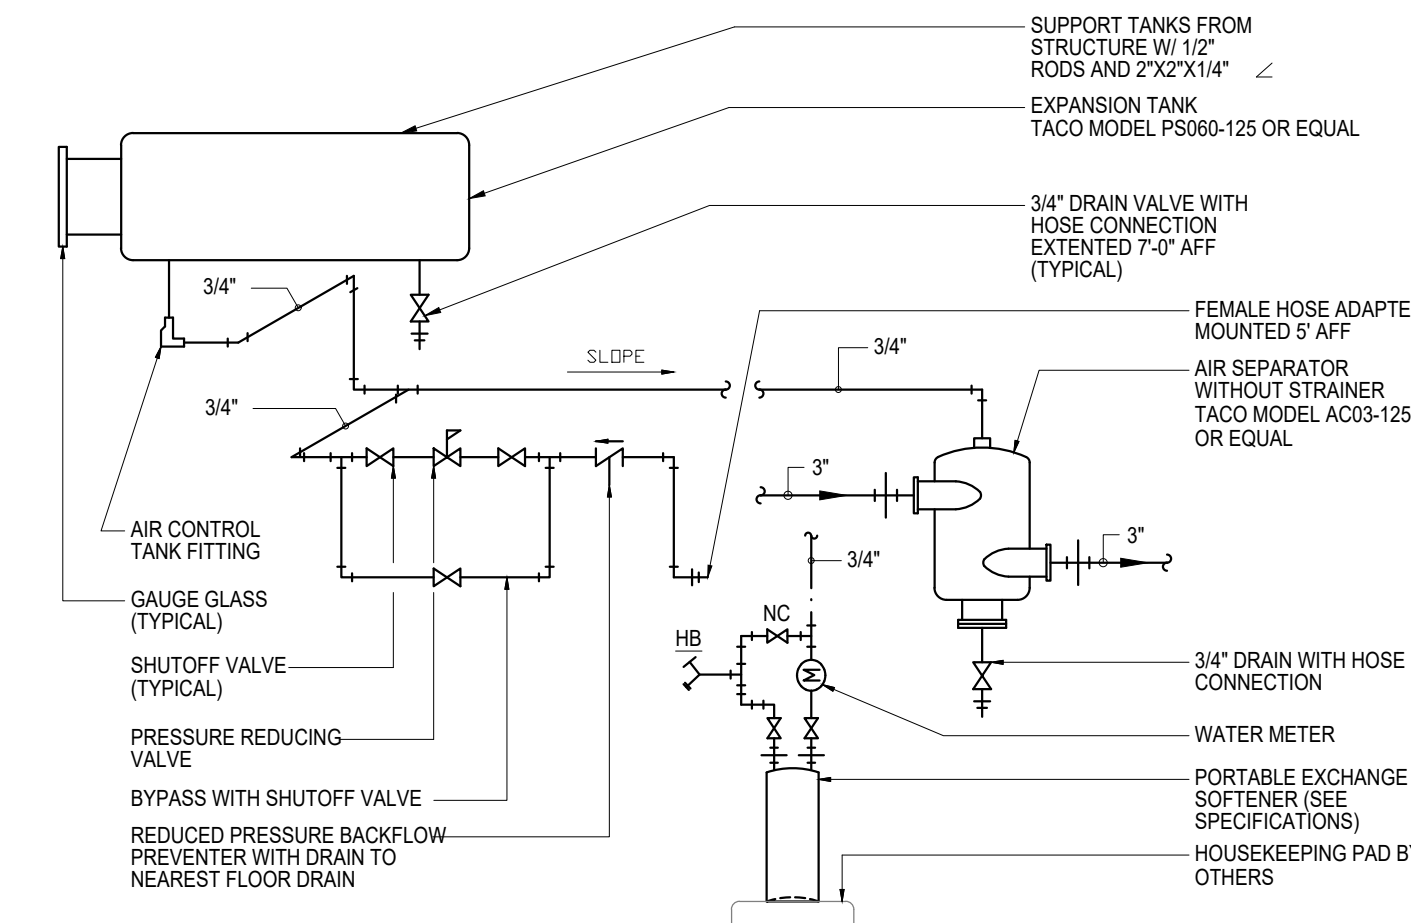 SUPPORT TANKS FROM
STRUCTURE W/ 1/2"
RODS AND 2"X2"X1/4" ∠
EXPANSION TANK
TACO MODEL PS060-125 OR EQUAL
3/4" DRAIN VALVE WITH
HOSE CONNECTION
EXTENTED 7'-0" AFF
(TYPICAL)
3/4"
FEMALE HOSE ADAPTE
MOUNTED 5' AFF
SLOPE
3/4"
AIR SEPARATOR
WITHOUT STRAINER
TACO MODEL AC03-125
OR EQUAL
3/4"
3"
3"
3/4"
AIR CONTROL
TANK FITTING
GAUGE GLASS
(TYPICAL)
NC
HB
M
SHUTOFF VALVE
(TYPICAL)
3/4" DRAIN WITH HOSE
CONNECTION
PRESSURE REDUCING
VALVE
WATER METER
BYPASS WITH SHUTOFF VALVE
PORTABLE EXCHANGE
SOFTENER (SEE
SPECIFICATIONS)
REDUCED PRESSURE BACKFLOW
PREVENTER WITH DRAIN TO
NEAREST FLOOR DRAIN
HOUSEKEEPING PAD BY
OTHERS